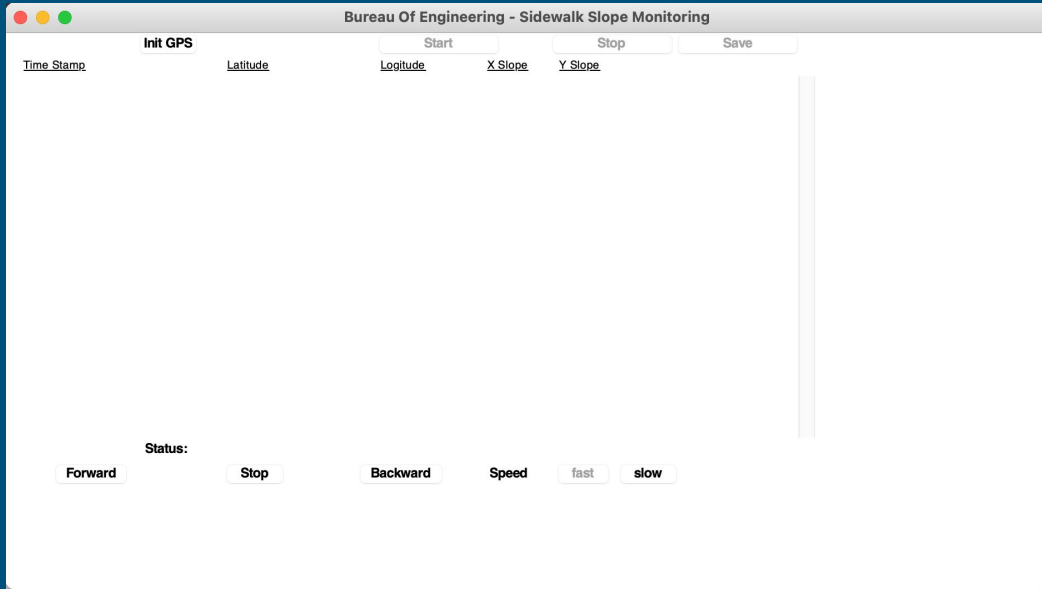 Bureau Of Engineering - Sidewalk Slope Monitoring
Init GPS Start Stop Save
Time Stamp Latitude Logitude X Slope Y Slope
Status:
Forward Stop Backward Speed fast slow